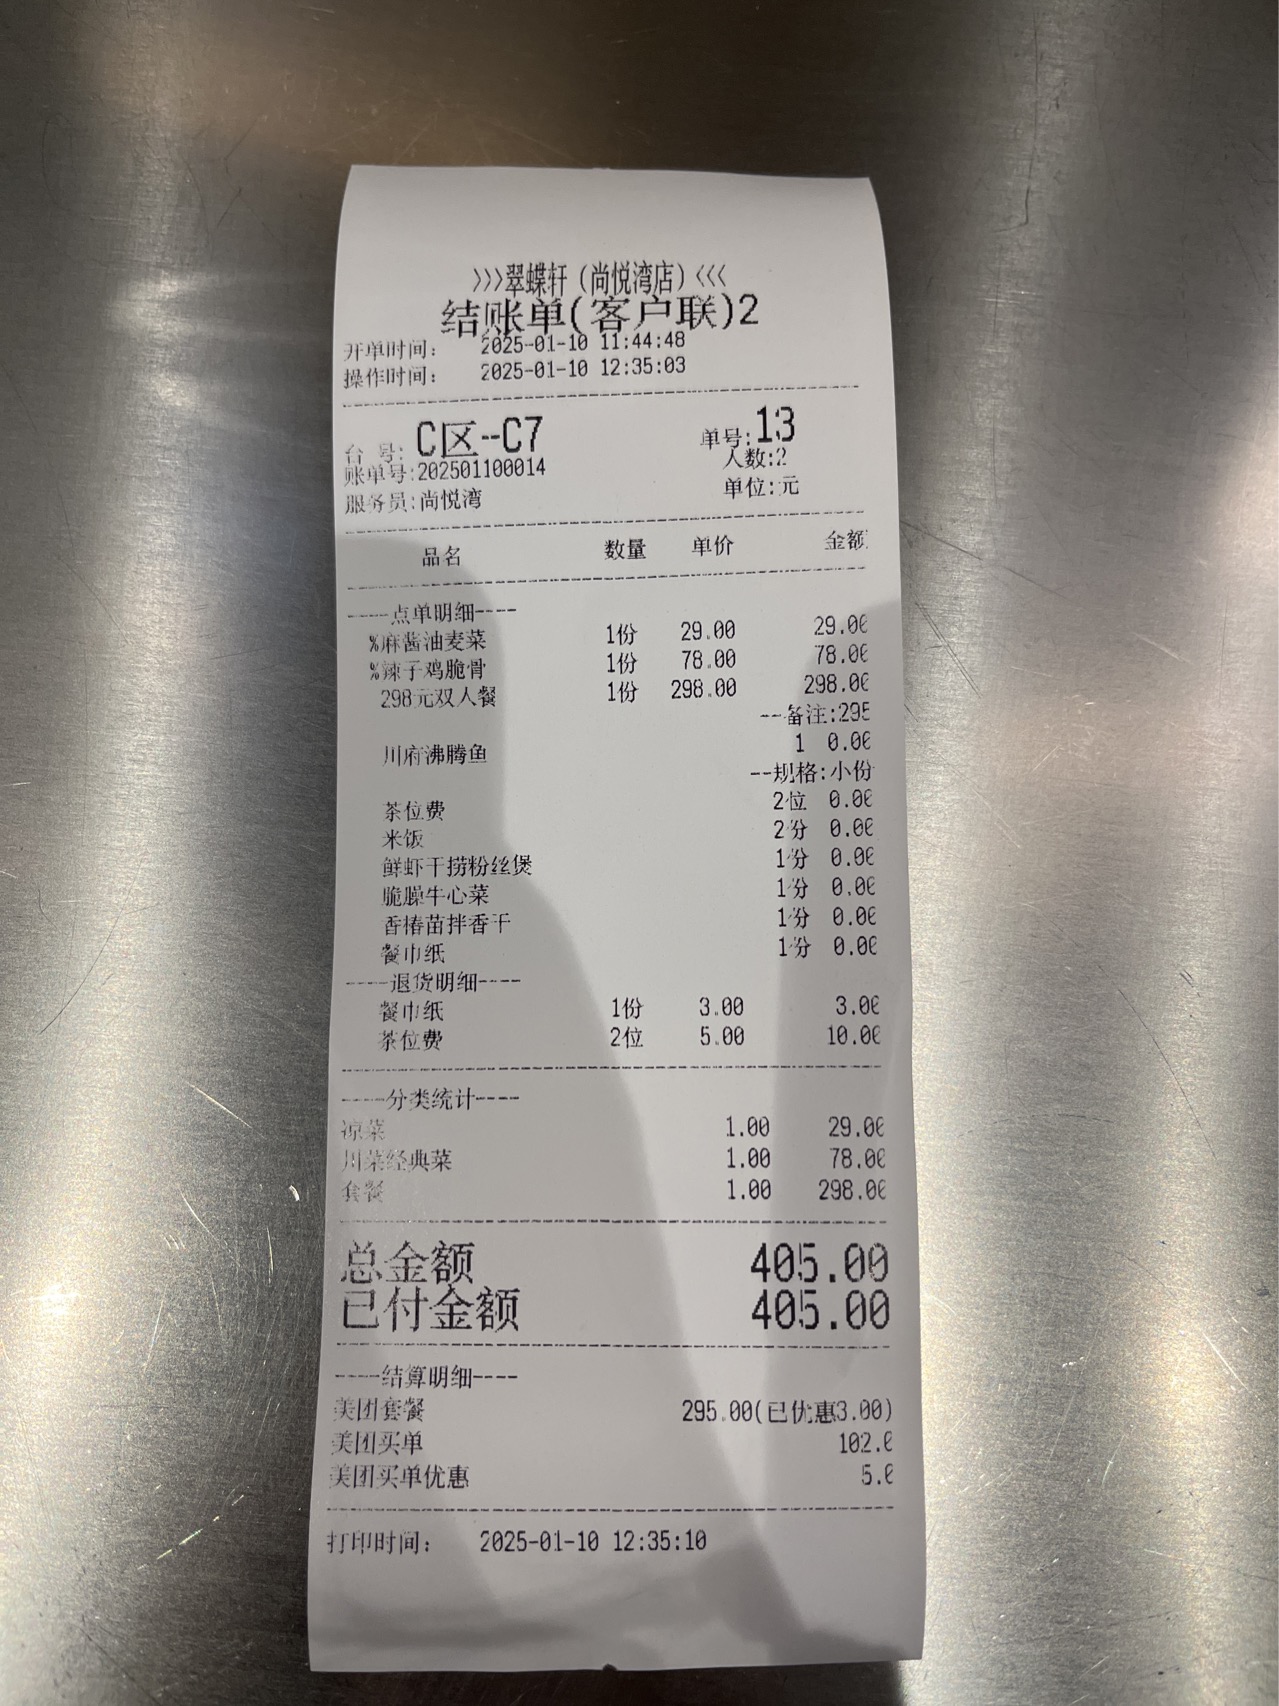 >>>翠蝶轩（尚悦湾店）<<<
结账单(客户联)2
开单时间： 2025-01-10 11:44:48
操作时间： 2025-01-10 12:35:03
台 号: C区--C7 单号:13
账单号:202501100014 人数:2
服务员:尚悦湾 单位:元
品名 数量 单价 金额
----点单明细----
%麻酱油麦菜 1份 29.00 29.00
%辣子鸡脆骨 1份 78.00 78.00
298元双人餐 1份 298.00 298.00
--备注:295
川府沸腾鱼 1 0.00
--规格:小份
茶位费 2位 0.00
米饭 2份 0.00
鲜虾干捞粉丝煲 1份 0.00
脆臊牛心菜 1份 0.00
香椿苗拌香干 1份 0.00
餐巾纸 1份 0.00
----退货明细----
餐巾纸 1份 3.00 3.00
茶位费 2位 5.00 10.00
----分类统计----
凉菜 1.00 29.00
川菜经典菜 1.00 78.00
套餐 1.00 298.00
总金额 405.00
已付金额 405.00
----结算明细----
美团套餐 295.00(已优惠3.00)
美团买单 102.0
美团买单优惠 5.0
打印时间： 2025-01-10 12:35:10